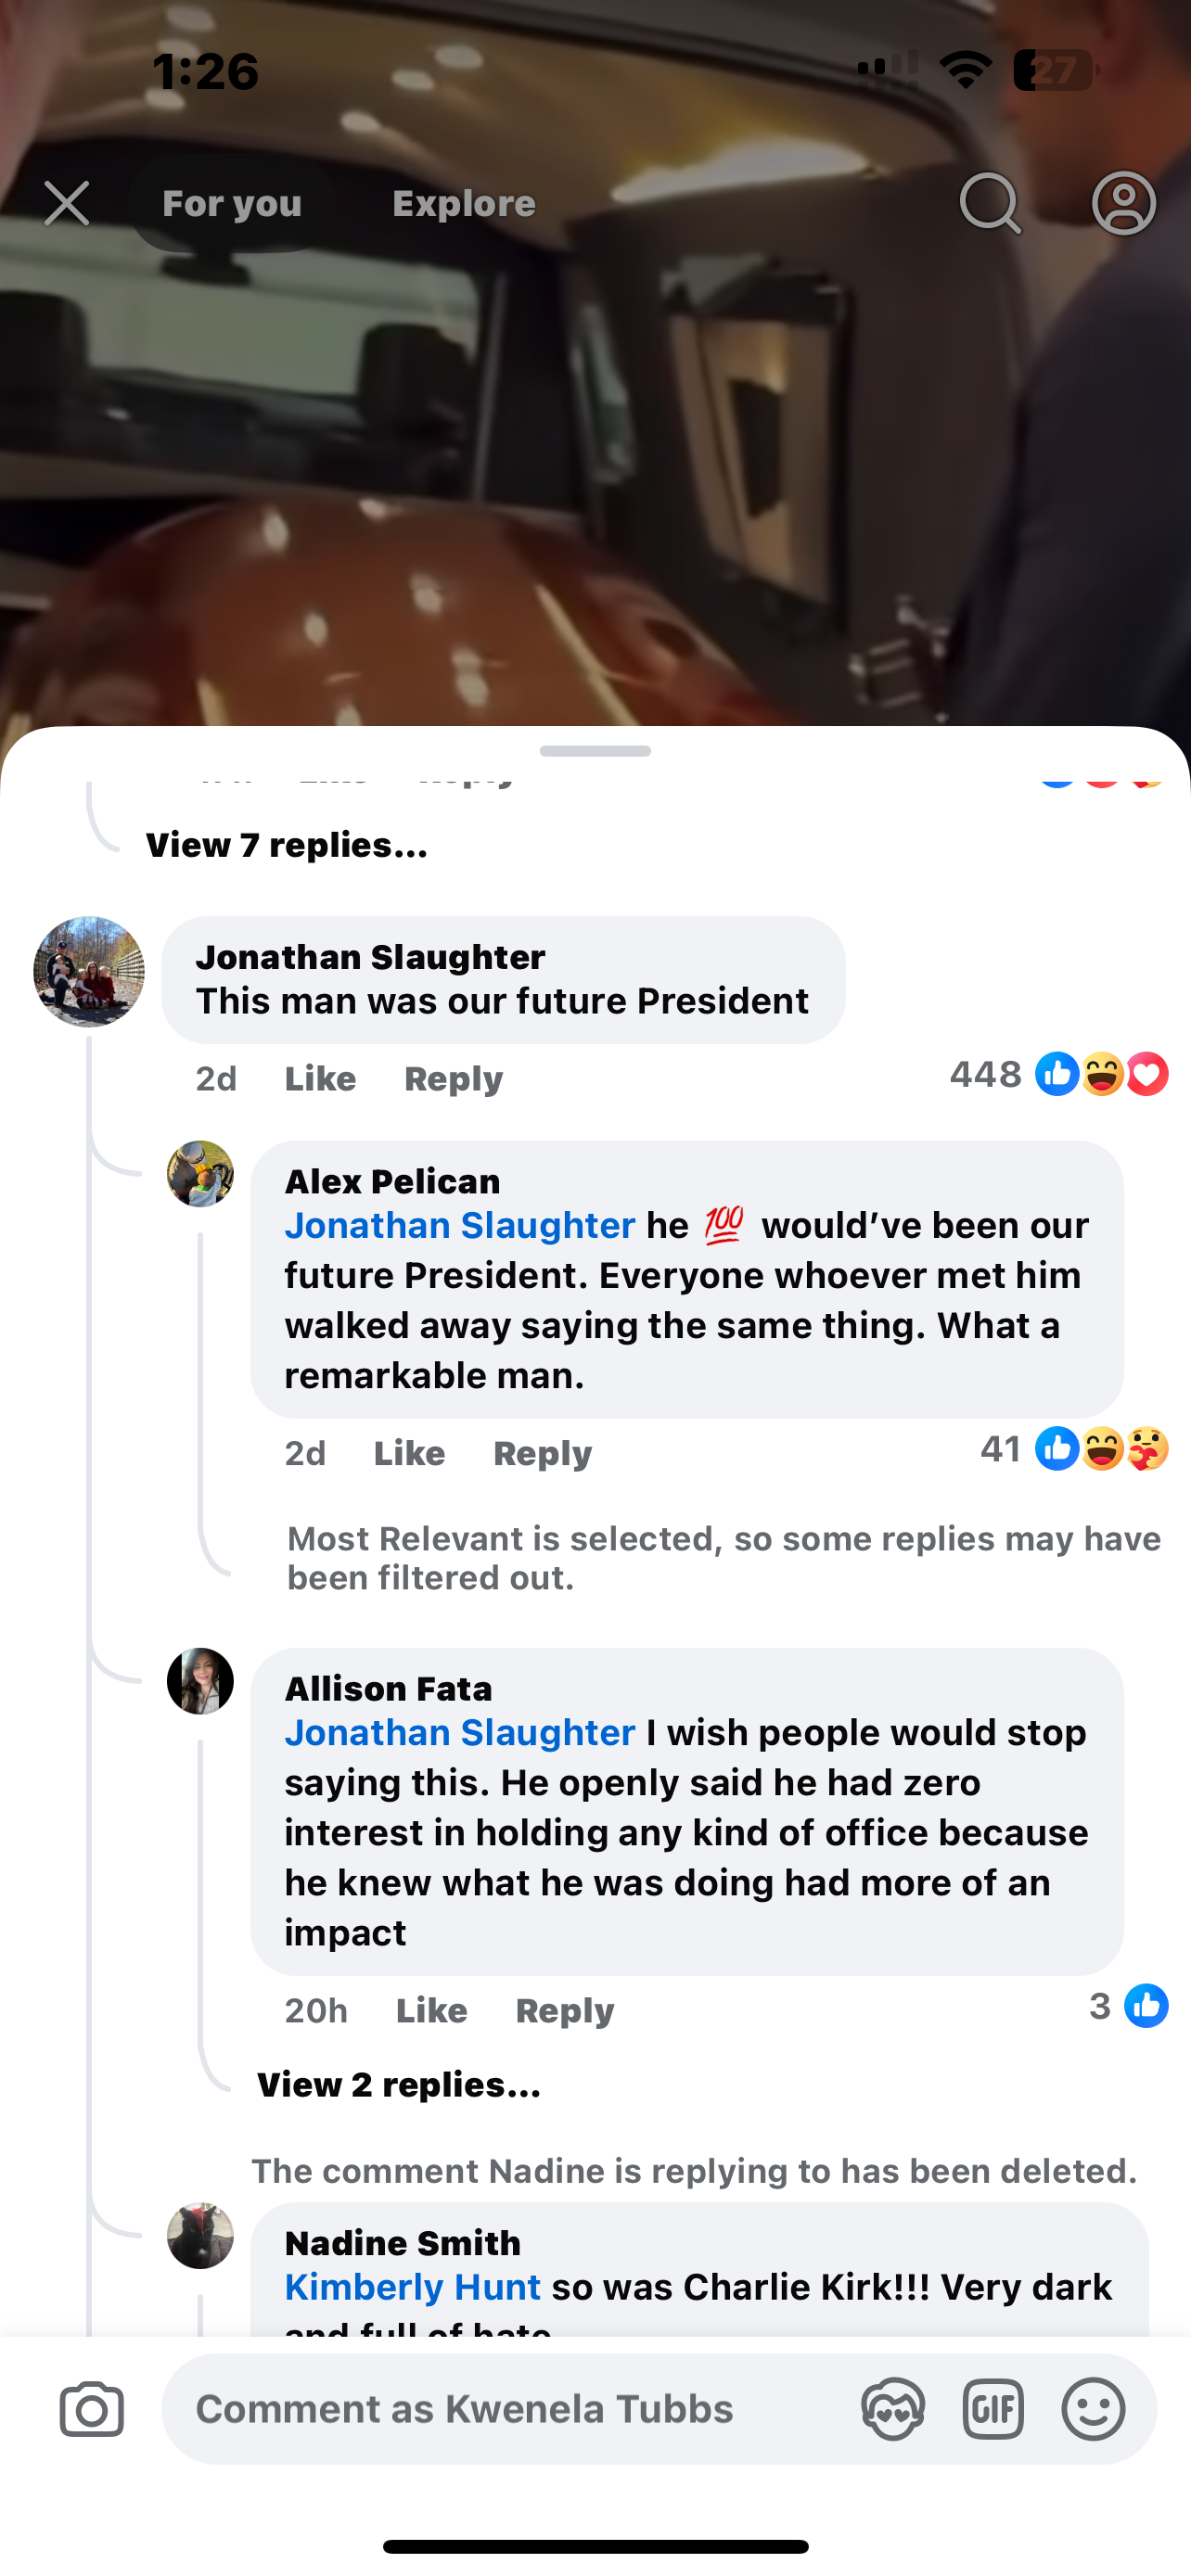 1:26
27
For you Explore
View 7 replies...
Jonathan Slaughter
This man was our future President
2d Like Reply 448
Alex Pelican
Jonathan Slaughter he 💯 would’ve been our
future President. Everyone whoever met him
walked away saying the same thing. What a
remarkable man.
2d Like Reply 41
Most Relevant is selected, so some replies may have
been filtered out.
Allison Fata
Jonathan Slaughter I wish people would stop
saying this. He openly said he had zero
interest in holding any kind of office because
he knew what he was doing had more of an
impact
20h Like Reply 3
View 2 replies...
The comment Nadine is replying to has been deleted.
Nadine Smith
Kimberly Hunt so was Charlie Kirk!!! Very dark
and full of hate
Comment as Kwenela Tubbs
GIF